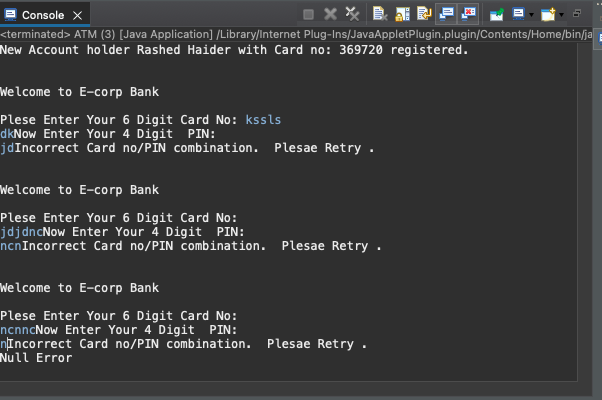 Console
<terminated> ATM (3) [Java Application] /Library/Internet Plug-Ins/JavaAppletPlugin.plugin/Contents/Home/bin/ja
New Account holder Rashed Haider with Card no: 369720 registered.
Welcome to E-corp Bank
Plese Enter Your 6 Digit Card No: kssls
dkNow Enter Your 4 Digit  PIN:
jdIncorrect Card no/PIN combination.  Plesae Retry .
Welcome to E-corp Bank
Plese Enter Your 6 Digit Card No:
jdjdncNow Enter Your 4 Digit  PIN:
ncnIncorrect Card no/PIN combination.  Plesae Retry .
Welcome to E-corp Bank
Plese Enter Your 6 Digit Card No:
ncnncNow Enter Your 4 Digit  PIN:
nIncorrect Card no/PIN combination.  Plesae Retry .
Null Error